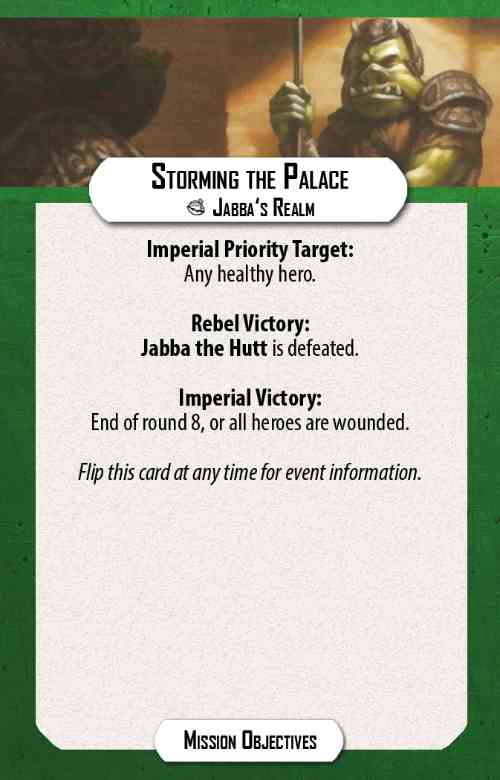 Storming the Palace
Jabba's Realm
Imperial Priority Target:
Any healthy hero.
Rebel Victory:
Jabba the Hutt is defeated.
Imperial Victory:
End of round 8, or all heroes are wounded.
Flip this card at any time for event information.
Mission Objectives